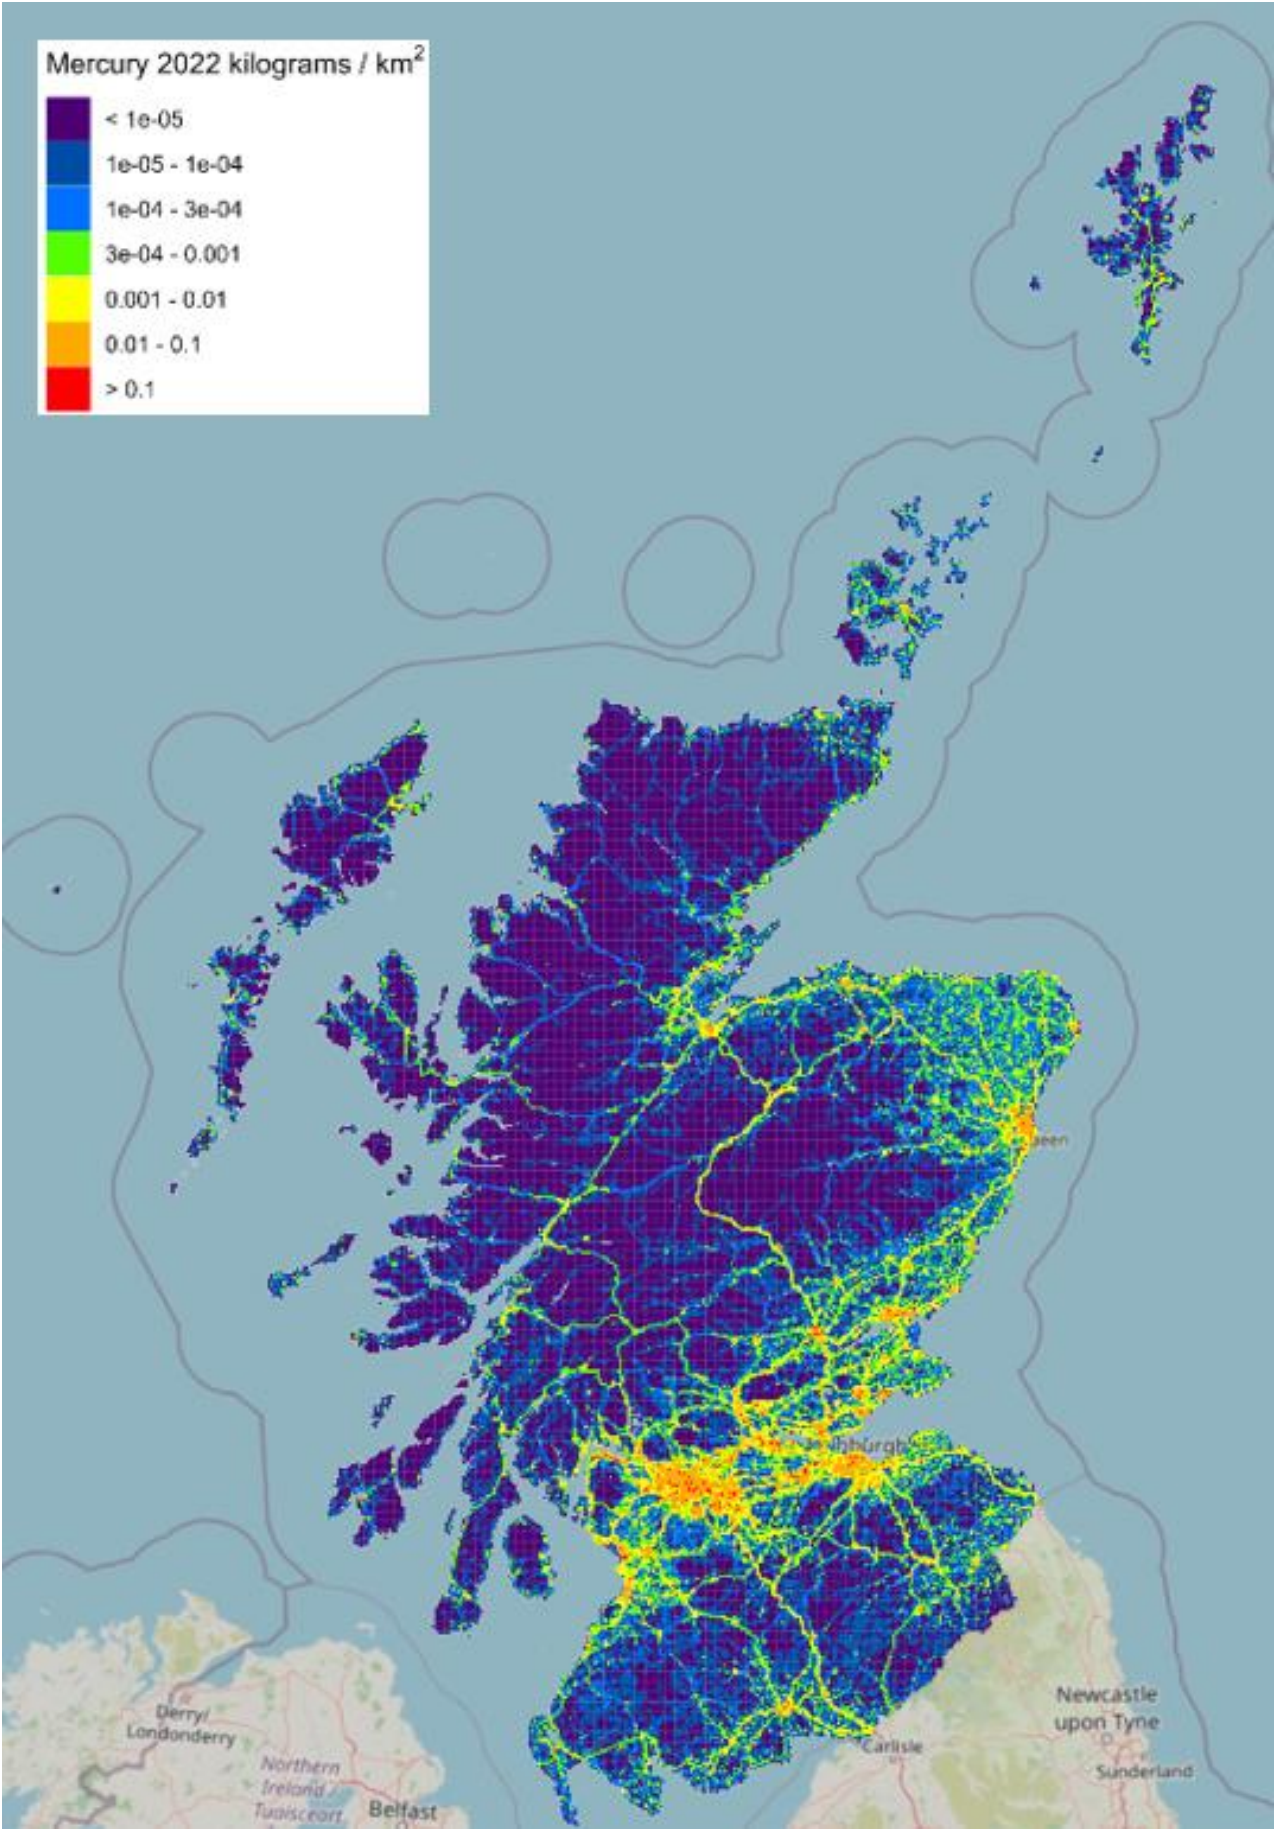 Mercury 2022 kilograms / km²
< 1e-05
1e-05 - 1e-04
1e-04 - 3e-04
3e-04 - 0.001
0.001 - 0.01
0.01 - 0.1
> 0.1
Derry/
Londonderry
Northern
Ireland /
Tuaisceart
Belfast
Newcastle
upon Tyne
Carlisle
Sunderland